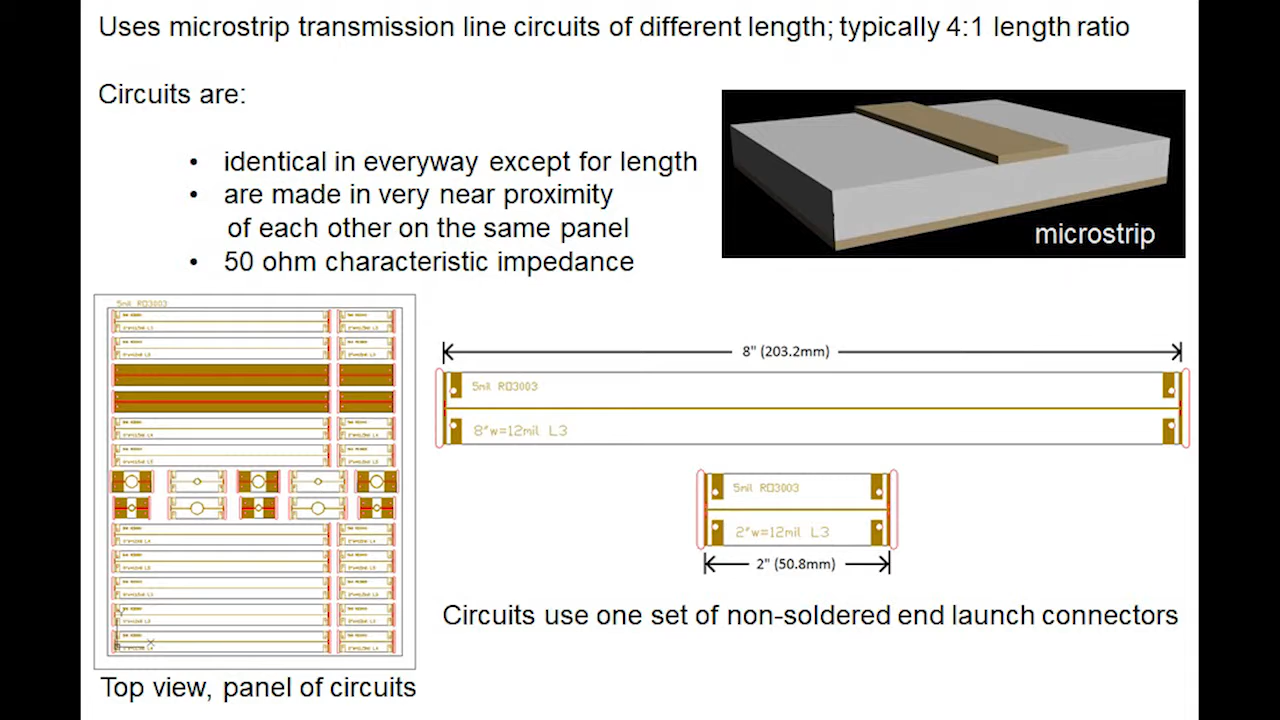 Uses microstrip transmission line circuits of different length; typically 4:1 length ratio
Circuits are:
• identical in everyway except for length
• are made in very near proximity
of each other on the same panel
• 50 ohm characteristic impedance
microstrip
5mil RO3003
8" (203.2mm)
5mil RO3003
8"w=12mil L3
5mil RO3003
2"w=12mil L3
2" (50.8mm)
Circuits use one set of non-soldered end launch connectors
Top view, panel of circuits